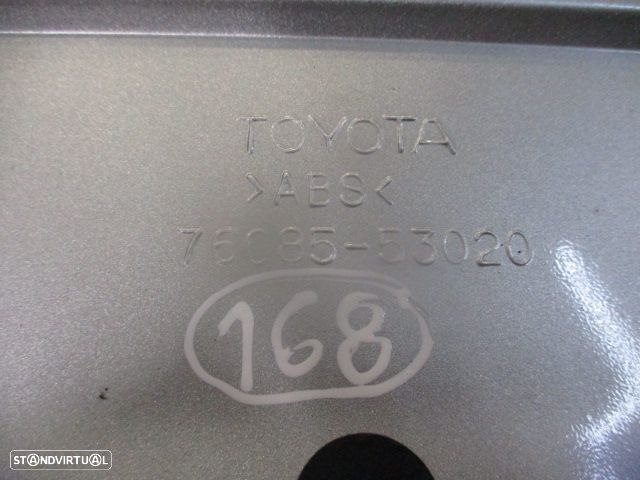 TOYOTA
>ABS<
76085-53020
168
STANDVIRTUAL